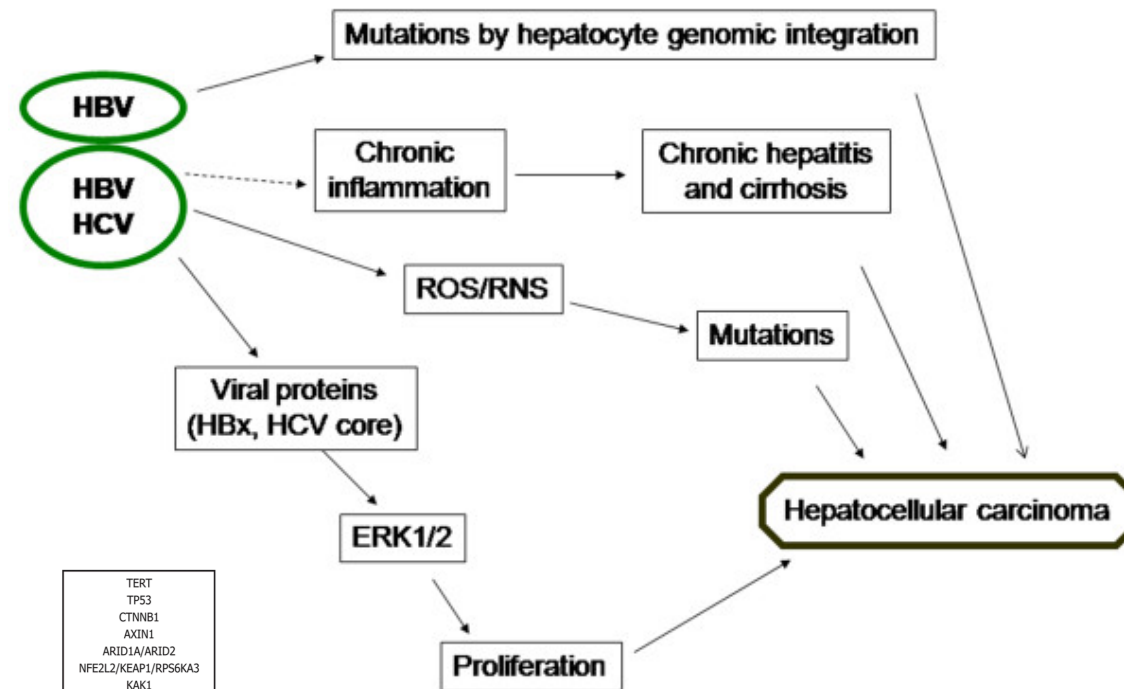 Mutations by hepatocyte genomic integration
HBV
HBV
HCV
Chronic
inflammation
Chronic hepatitis
and cirrhosis
ROS/RNS
Mutations
Viral proteins
(HBx, HCV core)
ERK1/2
Hepatocellular carcinoma
Proliferation
TERT
TP53
CTNNB1
AXIN1
ARID1A/ARID2
NFE2L2/KEAP1/RPS6KA3
KAK1